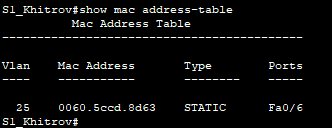 S1_Khitrov#show mac address-table
          Mac Address Table
-------------------------------------------
Vlan    Mac Address       Type        Ports
----    -----------       --------    -----
  25    0060.5ccd.8d63    STATIC      Fa0/6
S1_Khitrov#